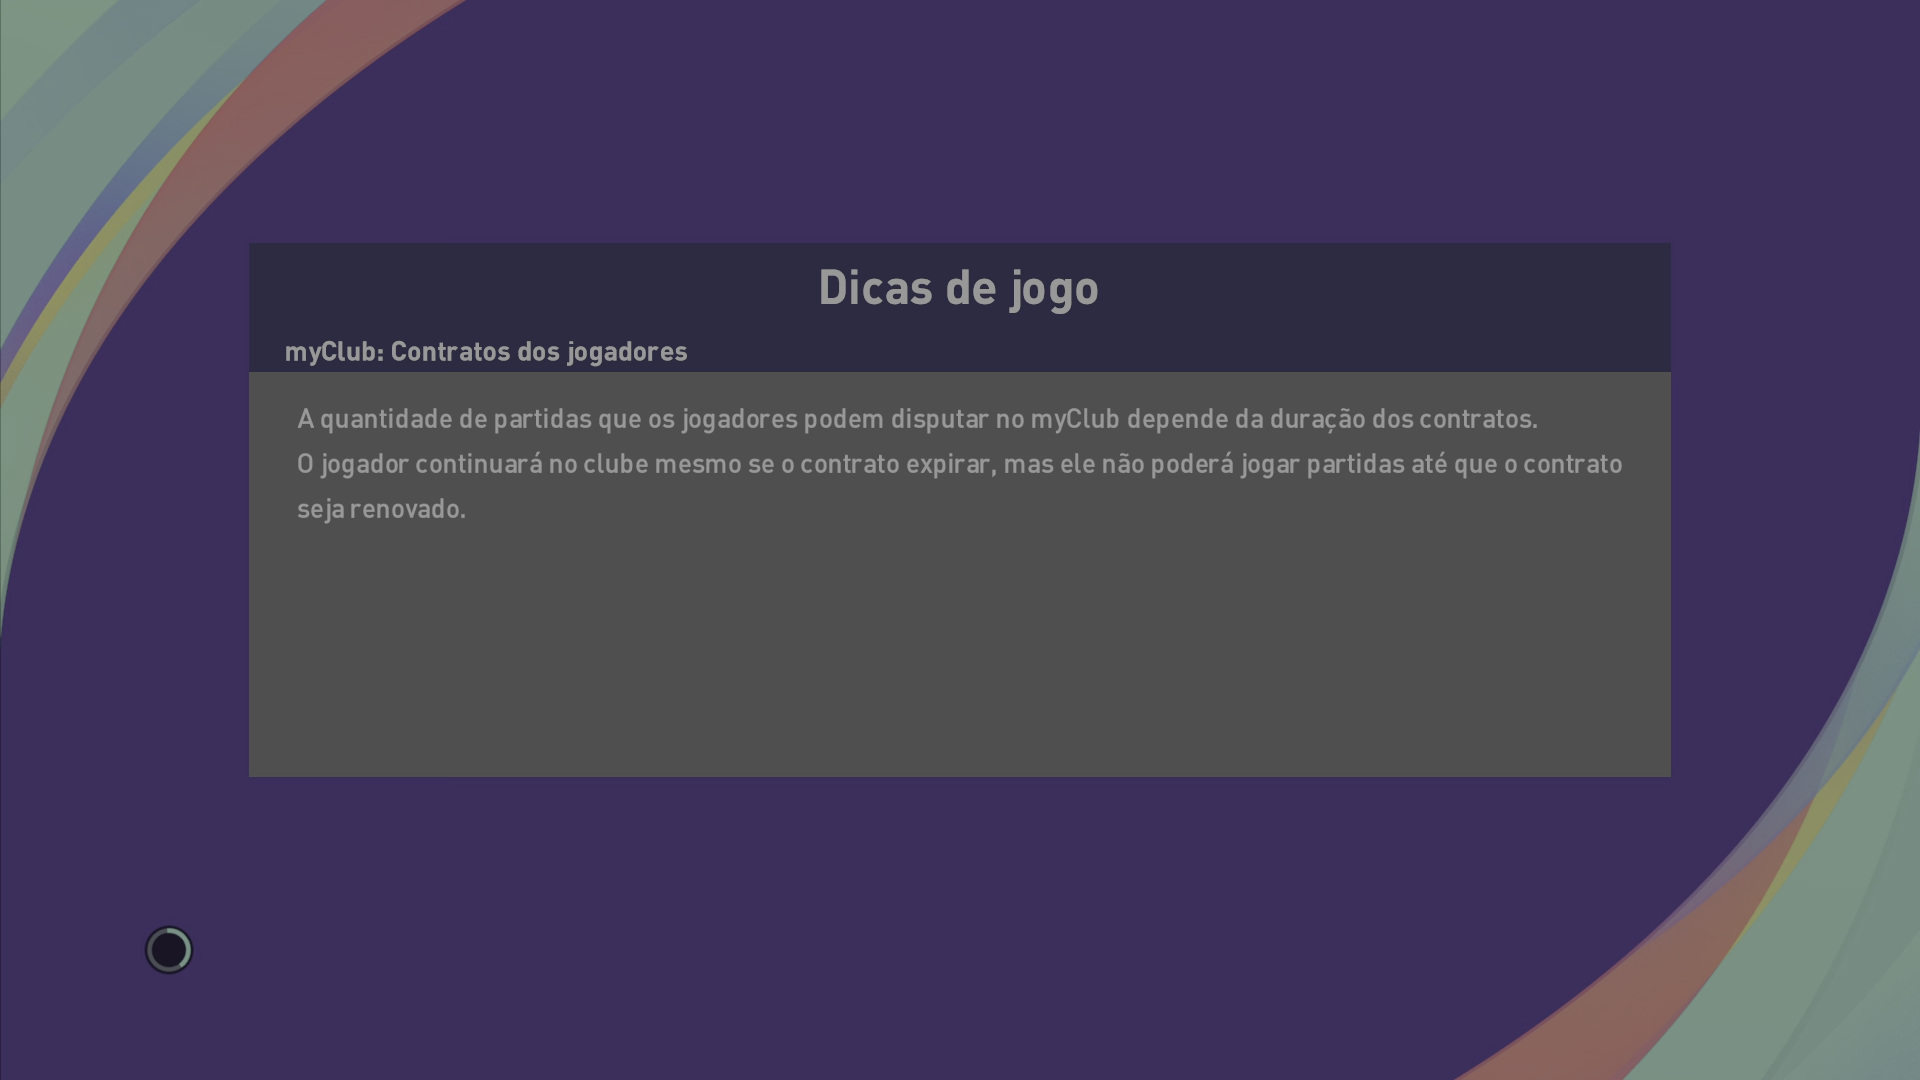 Dicas de jogo
myClub: Contratos dos jogadores
A quantidade de partidas que os jogadores podem disputar no myClub depende da duração dos contratos.
O jogador continuará no clube mesmo se o contrato expirar, mas ele não poderá jogar partidas até que o contrato
seja renovado.